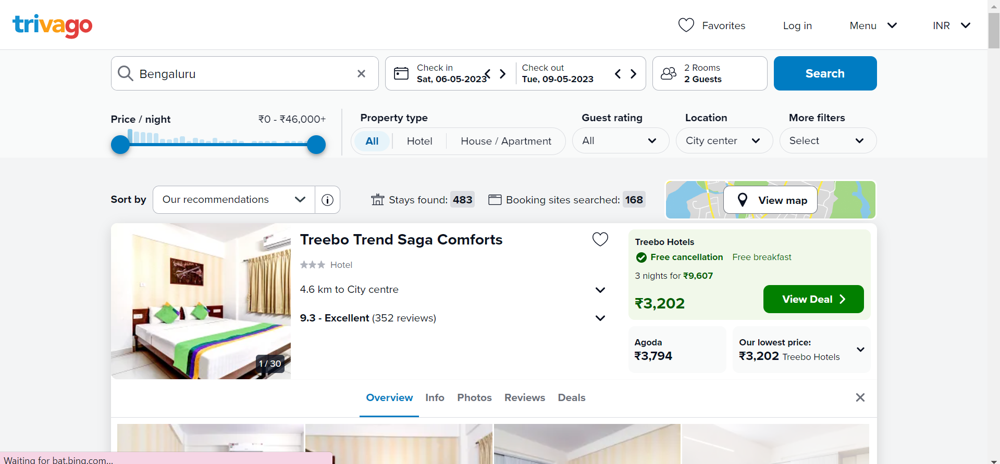 trivago
Favorites
Log in
Menu
INR
Bengaluru
Check in
Sat, 06-05-2023
Check out
Tue, 09-05-2023
2 Rooms
2 Guests
Search
Price / night
₹0 - ₹46,000+
Property type
All
Hotel
House / Apartment
Guest rating
All
Location
City center
More filters
Select
Sort by
Our recommendations
Stays found: 483
Booking sites searched: 168
View map
Treebo Trend Saga Comforts
Hotel
4.6 km to City centre
9.3 - Excellent (352 reviews)
1 / 30
Treebo Hotels
Free cancellation Free breakfast
3 nights for ₹9,607
₹3,202
View Deal
Agoda
₹3,794
Our lowest price:
₹3,202 Treebo Hotels
Overview
Info
Photos
Reviews
Deals
Waiting for bat.bing.com...